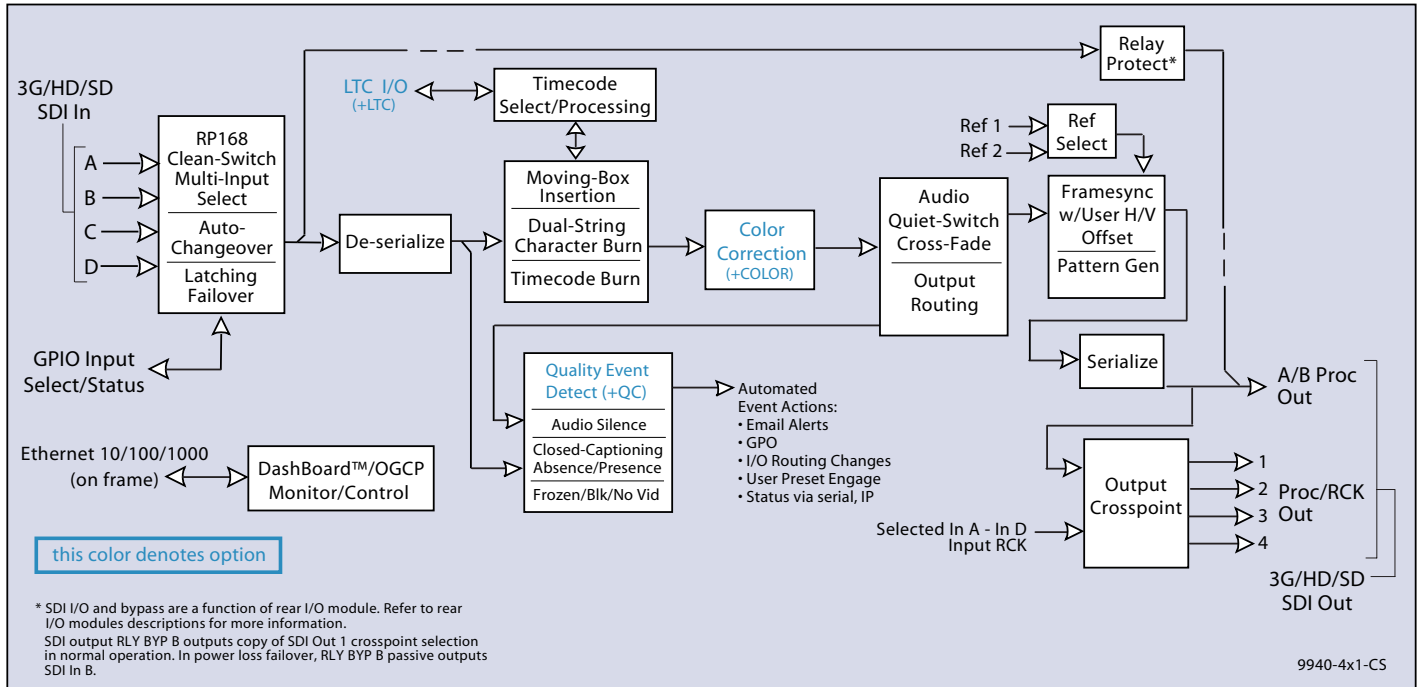 3G/HD/SD
SDI In
A
B
C
D
RP168
Clean-Switch
Multi-Input
Select
Auto-
Changeover
Latching
Failover
GPIO Input
Select/Status
LTC I/O
(+LTC)
Timecode
Select/Processing
De-serialize
Moving-Box
Insertion
Dual-String
Character Burn
Timecode Burn
Color
Correction
(+COLOR)
Audio
Quiet-Switch
Cross-Fade
Output
Routing
Relay
Protect*
Ref 1
Ref 2
Ref
Select
Framesync
w/User H/V
Offset
Pattern Gen
Serialize
A/B Proc
Out
Quality Event
Detect (+QC)
Audio Silence
Closed-Captioning
Absence/Presence
Frozen/Blk/No Vid
Automated
Event Actions:
• Email Alerts
• GPO
• I/O Routing Changes
• User Preset Engage
• Status via serial, IP
Ethernet 10/100/1000
(on frame)
DashBoard™/OGCP
Monitor/Control
Selected In A - In D
Input RCK
Output
Crosspoint
1
2
3
4
Proc/RCK
Out
3G/HD/SD
SDI Out
this color denotes option
* SDI I/O and bypass are a function of rear I/O module. Refer to rear
I/O modules descriptions for more information.
SDI output RLY BYP B outputs copy of SDI Out 1 crosspoint selection
in normal operation. In power loss failover, RLY BYP B passive outputs
SDI In B.
9940-4x1-CS